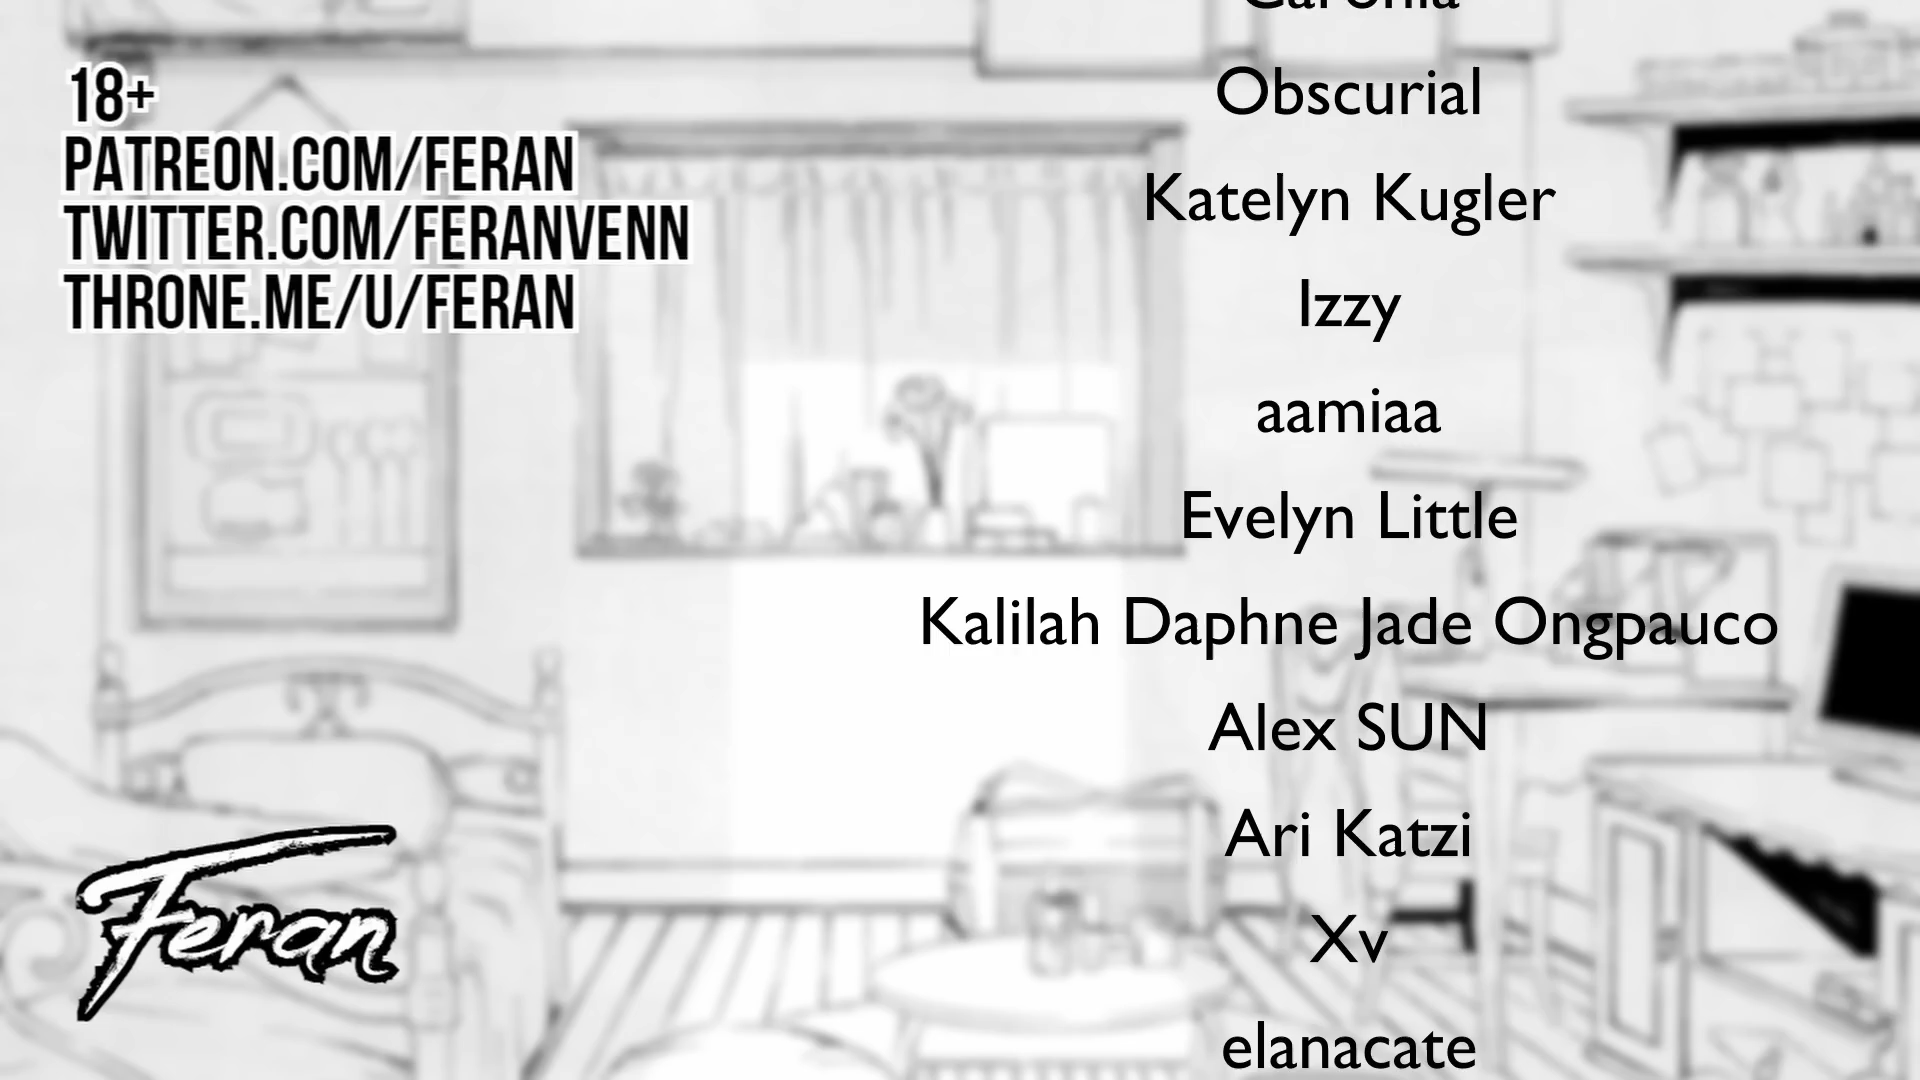 18+
PATREON.COM/FERAN
TWITTER.COM/FERANVENN
THRONE.ME/U/FERAN
Obscurial
Katelyn Kugler
Izzy
aamiaa
Evelyn Little
Kalilah Daphne Jade Ongpauco
Alex SUN
Ari Katzi
Xv
elanacate
Feran